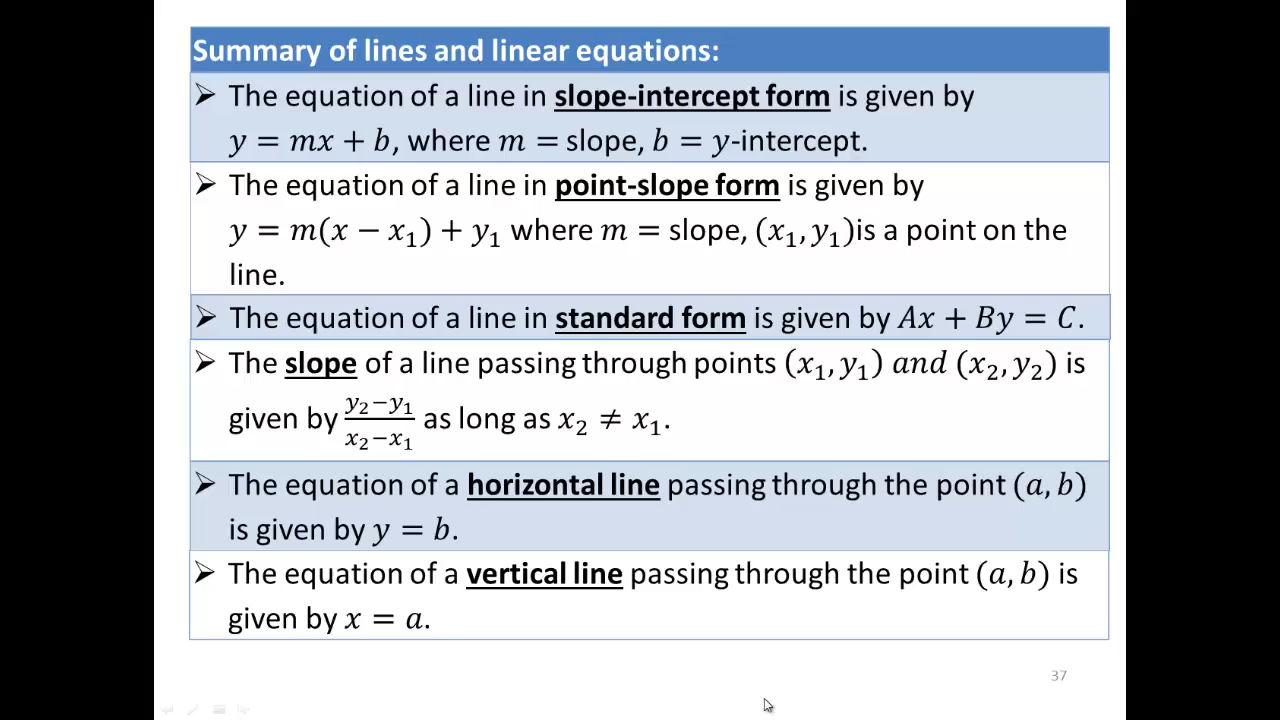 Summary of lines and linear equations:
➢ The equation of a line in slope-intercept form is given by
y = mx + b, where m = slope, b = y-intercept.
➢ The equation of a line in point-slope form is given by
y = m(x − x₁) + y₁ where m = slope, (x₁, y₁)is a point on the
line.
➢ The equation of a line in standard form is given by Ax + By = C.
➢ The slope of a line passing through points (x₁, y₁) and (x₂, y₂) is
given by (y₂−y₁)/(x₂−x₁) as long as x₂ ≠ x₁.
➢ The equation of a horizontal line passing through the point (a, b)
is given by y = b.
➢ The equation of a vertical line passing through the point (a, b) is
given by x = a.
37